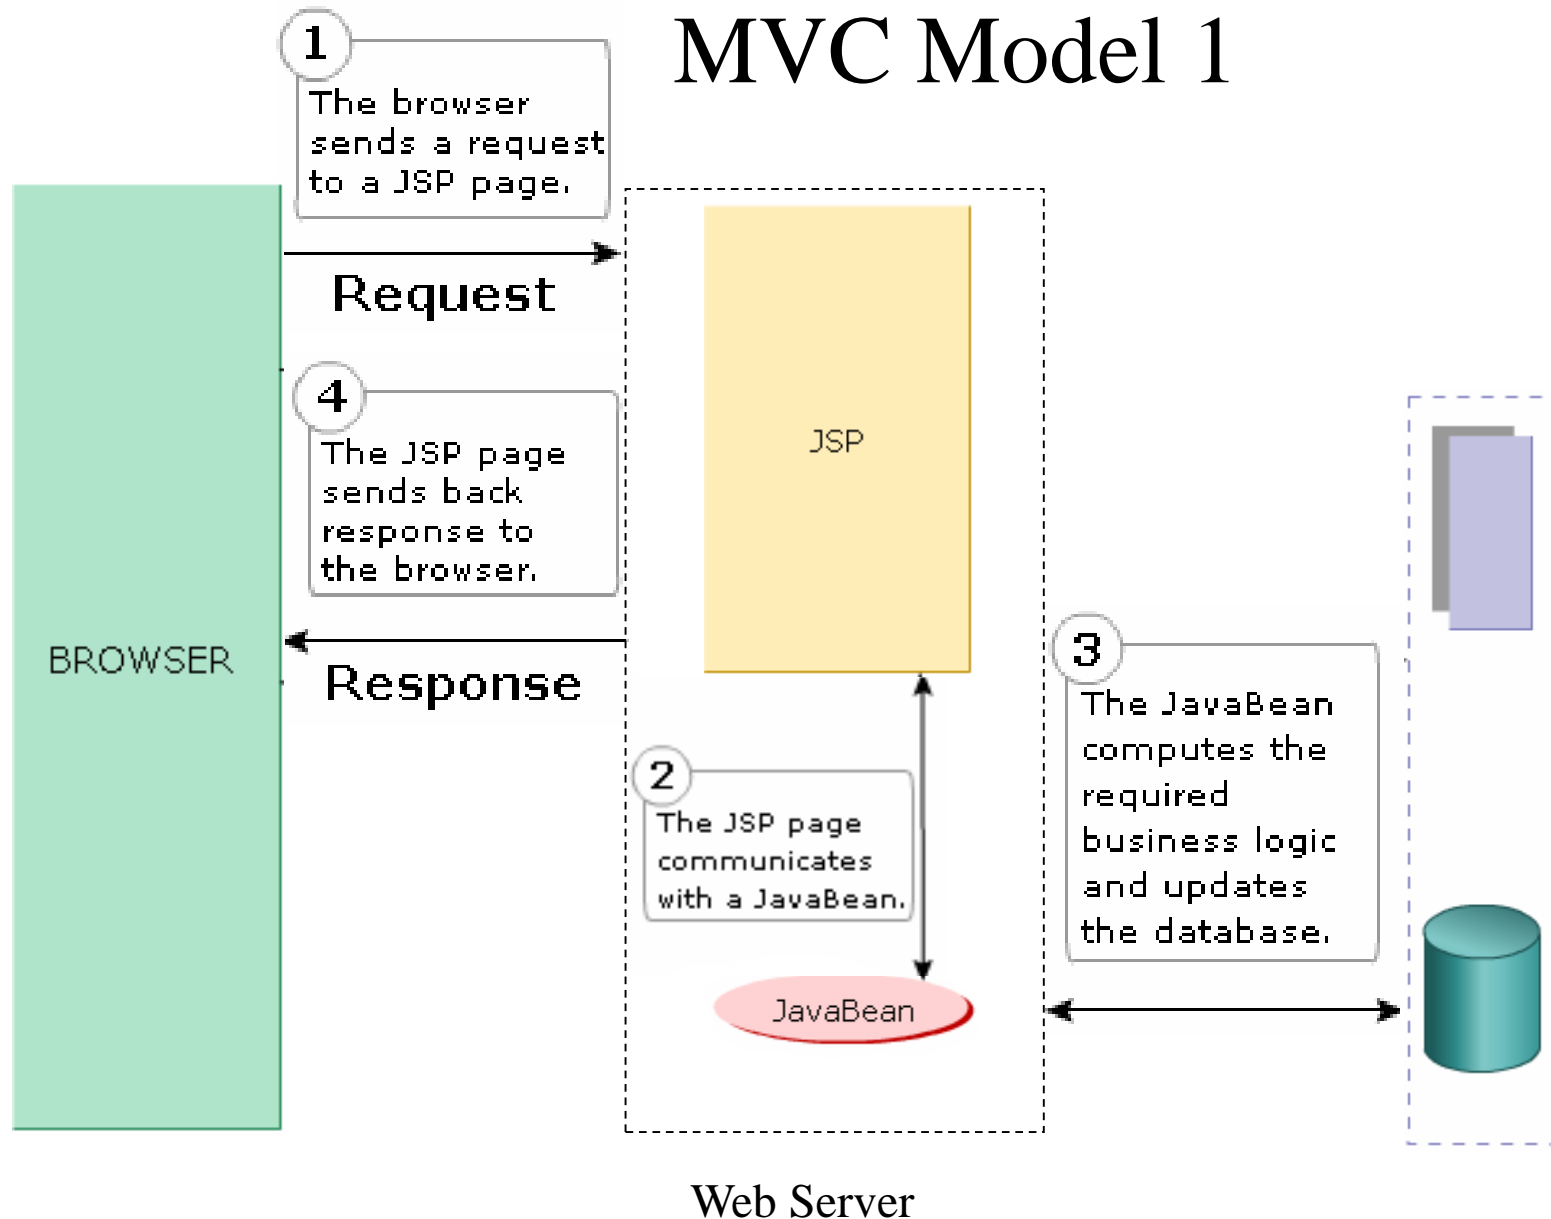 MVC Model 1
1
The browser
sends a request
to a JSP page.
Request
4
The JSP page
sends back
response to
the browser.
Response
BROWSER
JSP
2
The JSP page
communicates
with a JavaBean.
JavaBean
3
The JavaBean
computes the
required
business logic
and updates
the database.
Web Server